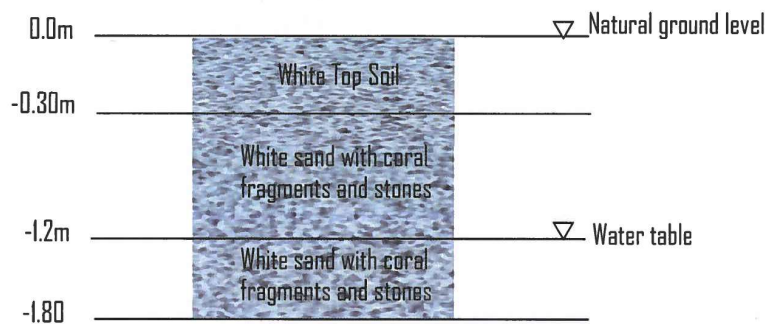 0.0m
Natural ground level
White Top Soil
-0.30m
White sand with coral
fragments and stones
-1.2m
Water table
White sand with coral
fragments and stones
-1.80